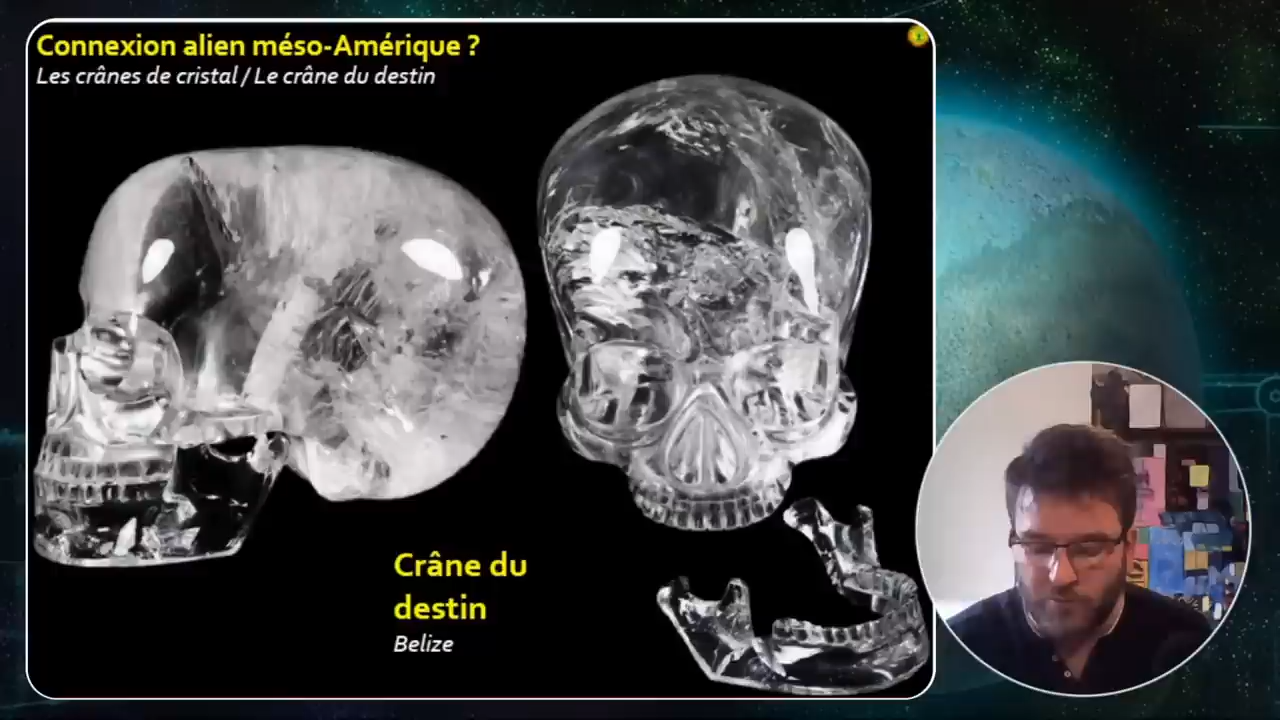 Connexion alien méso-Amérique ?
Les crânes de cristal / Le crâne du destin
Crâne du
destin
Belize